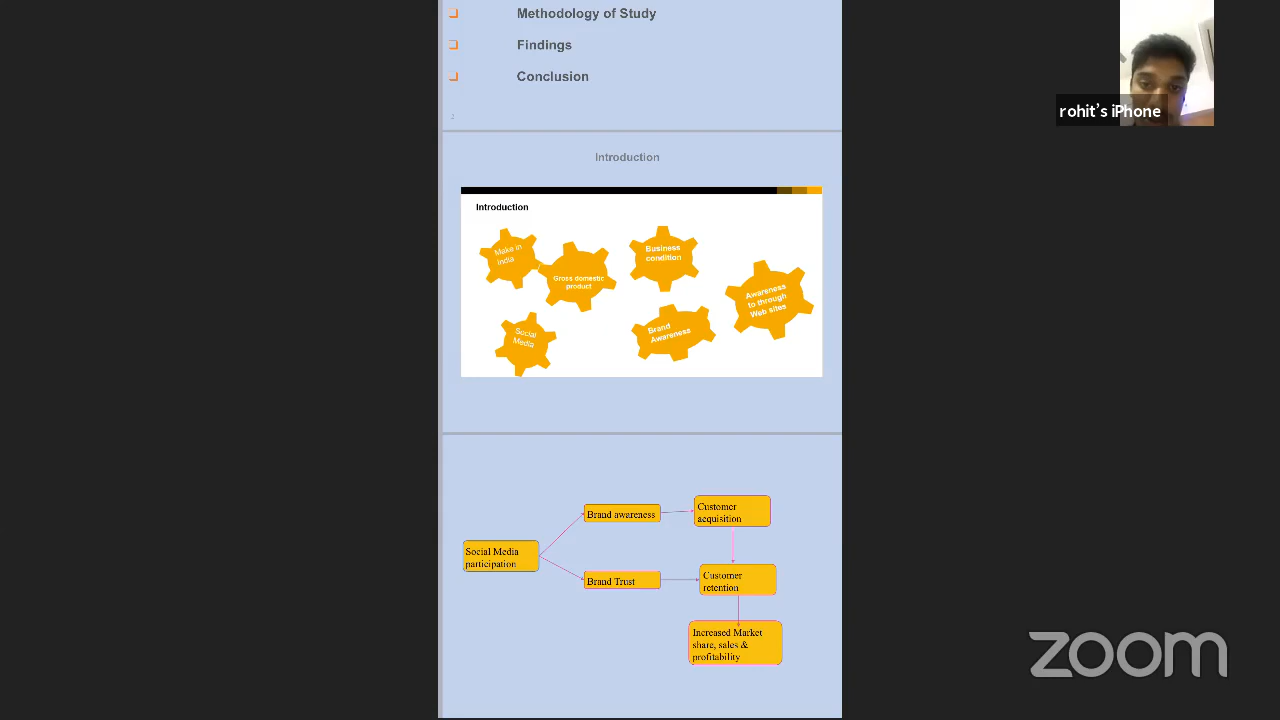 Methodology of Study
Findings
Conclusion
rohit's iPhone
Introduction
Introduction
Make in
India
Gross domestic
product
Business
condition
Awareness
to through
Web sites
Social
Media
Brand
Awareness
Brand awareness
Customer
acquisition
Social Media
participation
Brand Trust
Customer
retention
Increased Market
share, sales &
profitability
zoom